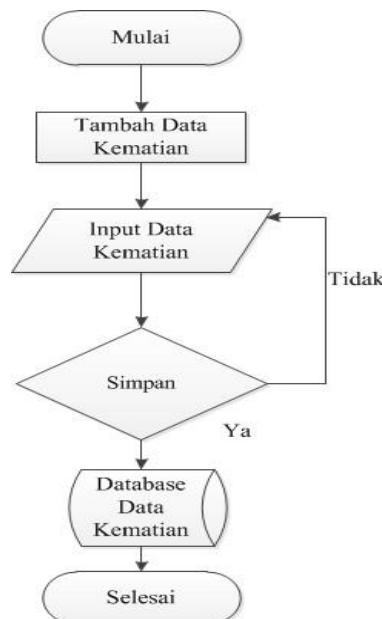 Mulai
Tambah Data
Kematian
Input Data
Kematian
Tidak
Simpan
Ya
Database
Data
Kematian
Selesai